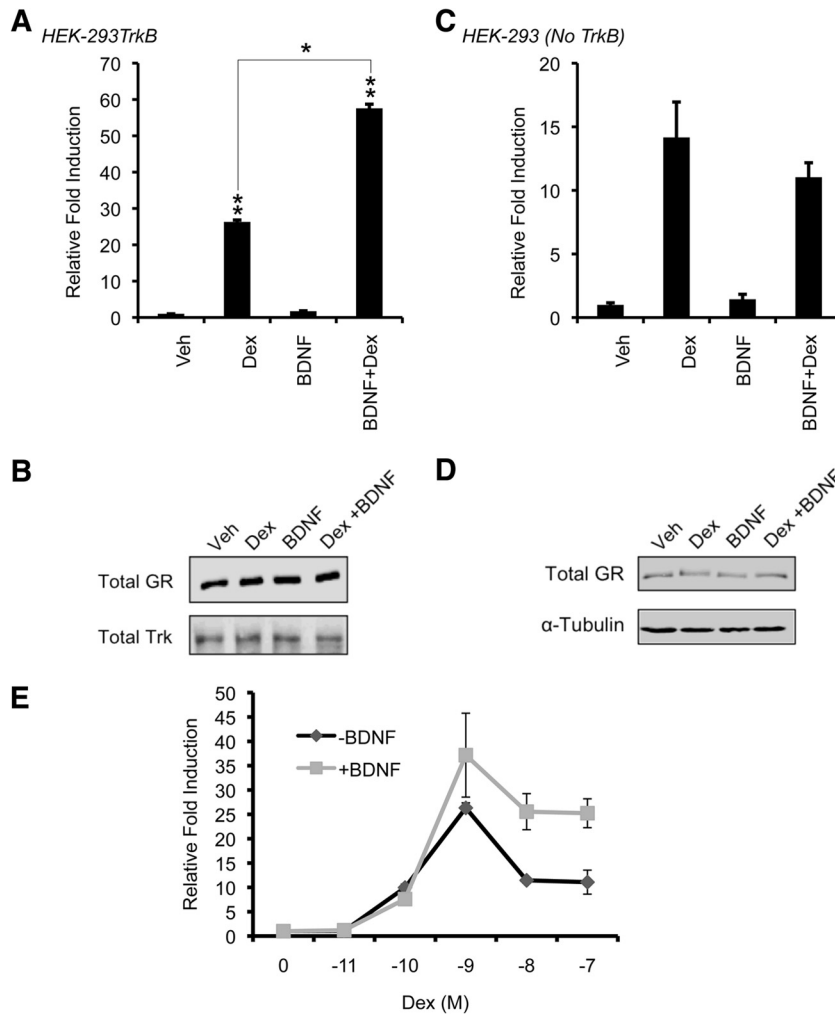 A
HEK-293TrkB
*
**
**
Relative Fold Induction
70
60
50
40
30
20
10
0
Veh
Dex
BDNF
BDNF+Dex
C
HEK-293 (No TrkB)
Relative Fold Induction
20
15
10
5
0
Veh
Dex
BDNF
BDNF+Dex
B
Veh
Dex
BDNF
Dex +BDNF
Total GR
Total Trk
D
Veh
Dex
BDNF
Dex +BDNF
Total GR
α-Tubulin
E
Relative Fold Induction
50
45
40
35
30
25
20
15
10
5
0
-BDNF
+BDNF
0 -11 -10 -9 -8 -7
Dex (M)